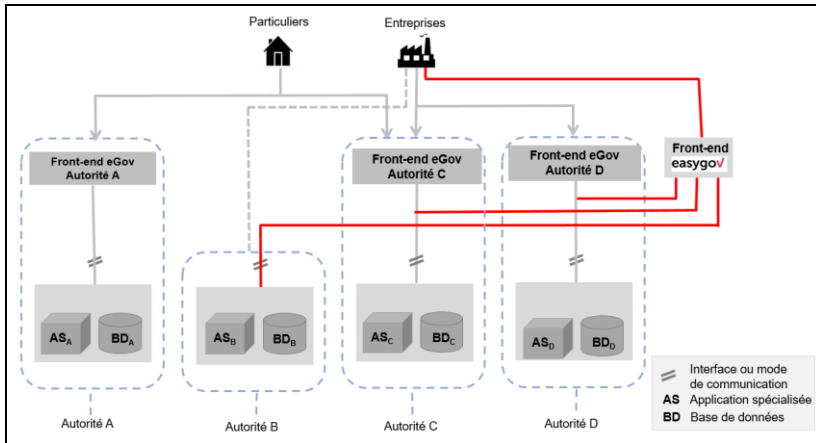 Particuliers
Entreprises
Front-end eGov
Autorité A
Front-end eGov
Autorité C
Front-end eGov
Autorité D
Front-end
easygov
AS A
BD A
AS B
BD B
AS C
BD C
AS D
BD D
Interface ou mode
de communication
AS Application spécialisée
BD Base de données
Autorité A
Autorité B
Autorité C
Autorité D